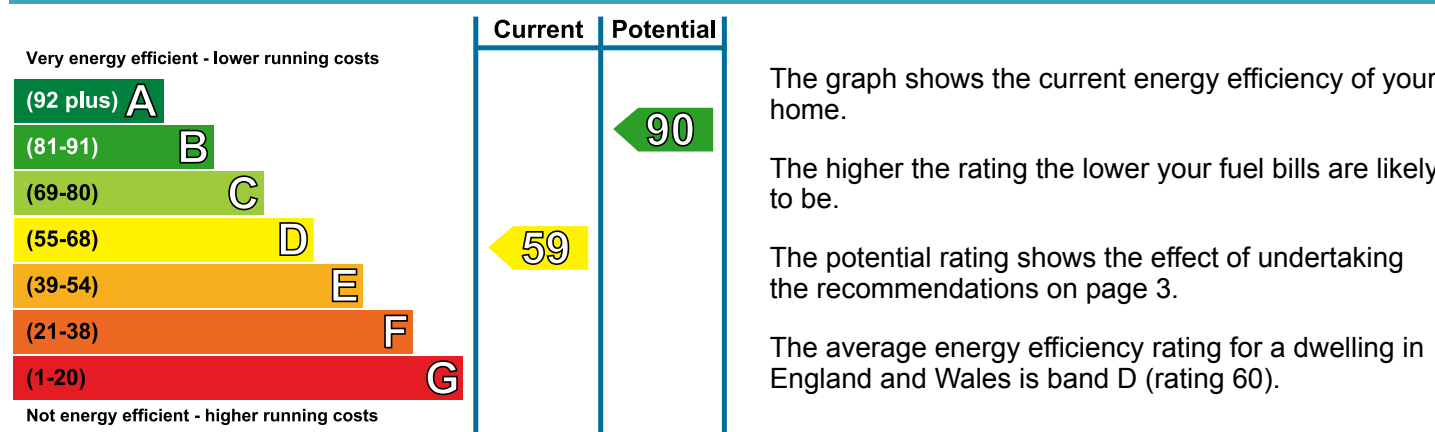 Current Potential
Very energy efficient - lower running costs
(92 plus) A
90
(81-91) B
(69-80) C
(55-68) D
59
(39-54) E
(21-38) F
(1-20) G
Not energy efficient - higher running costs
The graph shows the current energy efficiency of your
home.
The higher the rating the lower your fuel bills are likely
to be.
The potential rating shows the effect of undertaking
the recommendations on page 3.
The average energy efficiency rating for a dwelling in
England and Wales is band D (rating 60).